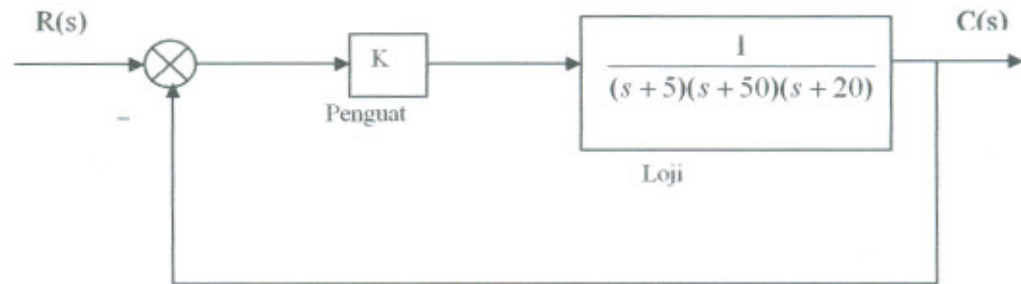 R(s)
C(s)
K
1
(s+5)(s+50)(s+20)
Penguat
–
Loji